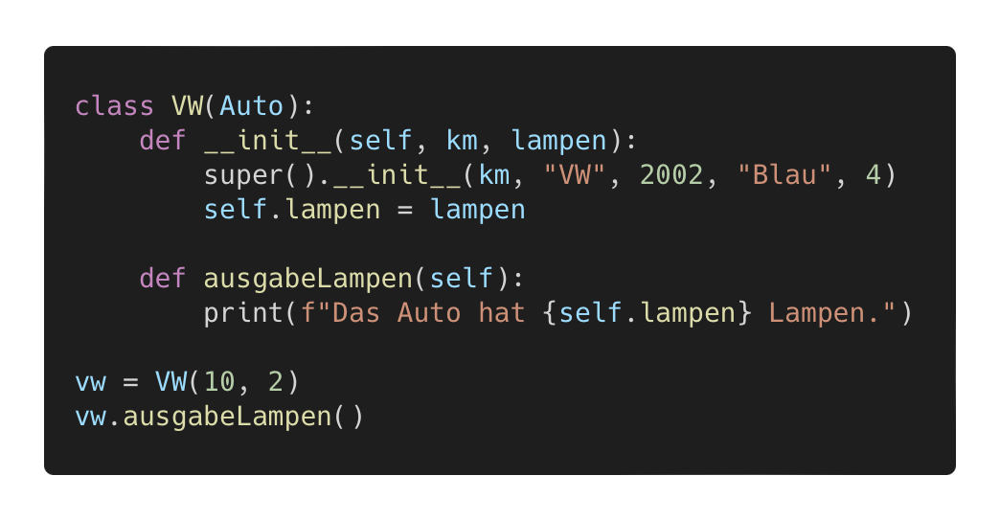 class VW(Auto):
    def __init__(self, km, lampen):
        super().__init__(km, "VW", 2002, "Blau", 4)
        self.lampen = lampen

    def ausgabeLampen(self):
        print(f"Das Auto hat {self.lampen} Lampen.")

vw = VW(10, 2)
vw.ausgabeLampen()